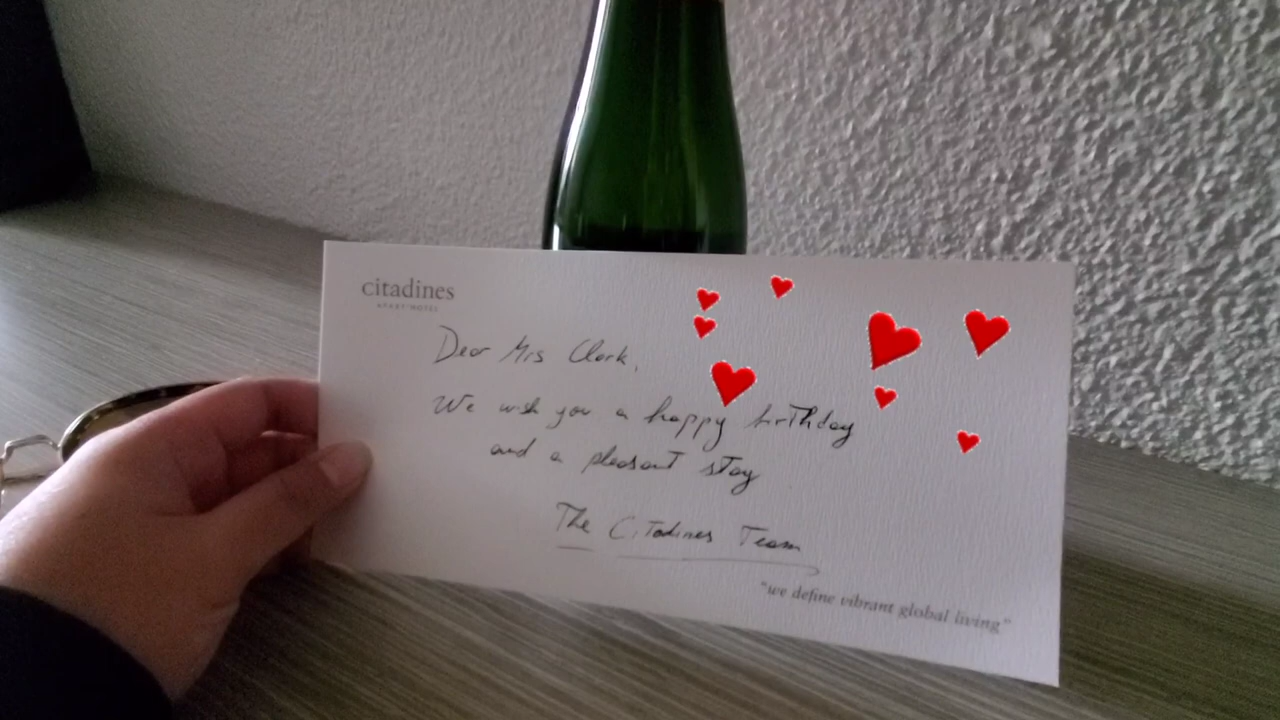 citadines
APART'HOTEL
Dear Mrs Clark,
We wish you a happy birthday
and a pleasant stay
The Citadines Team
"we define vibrant global living"